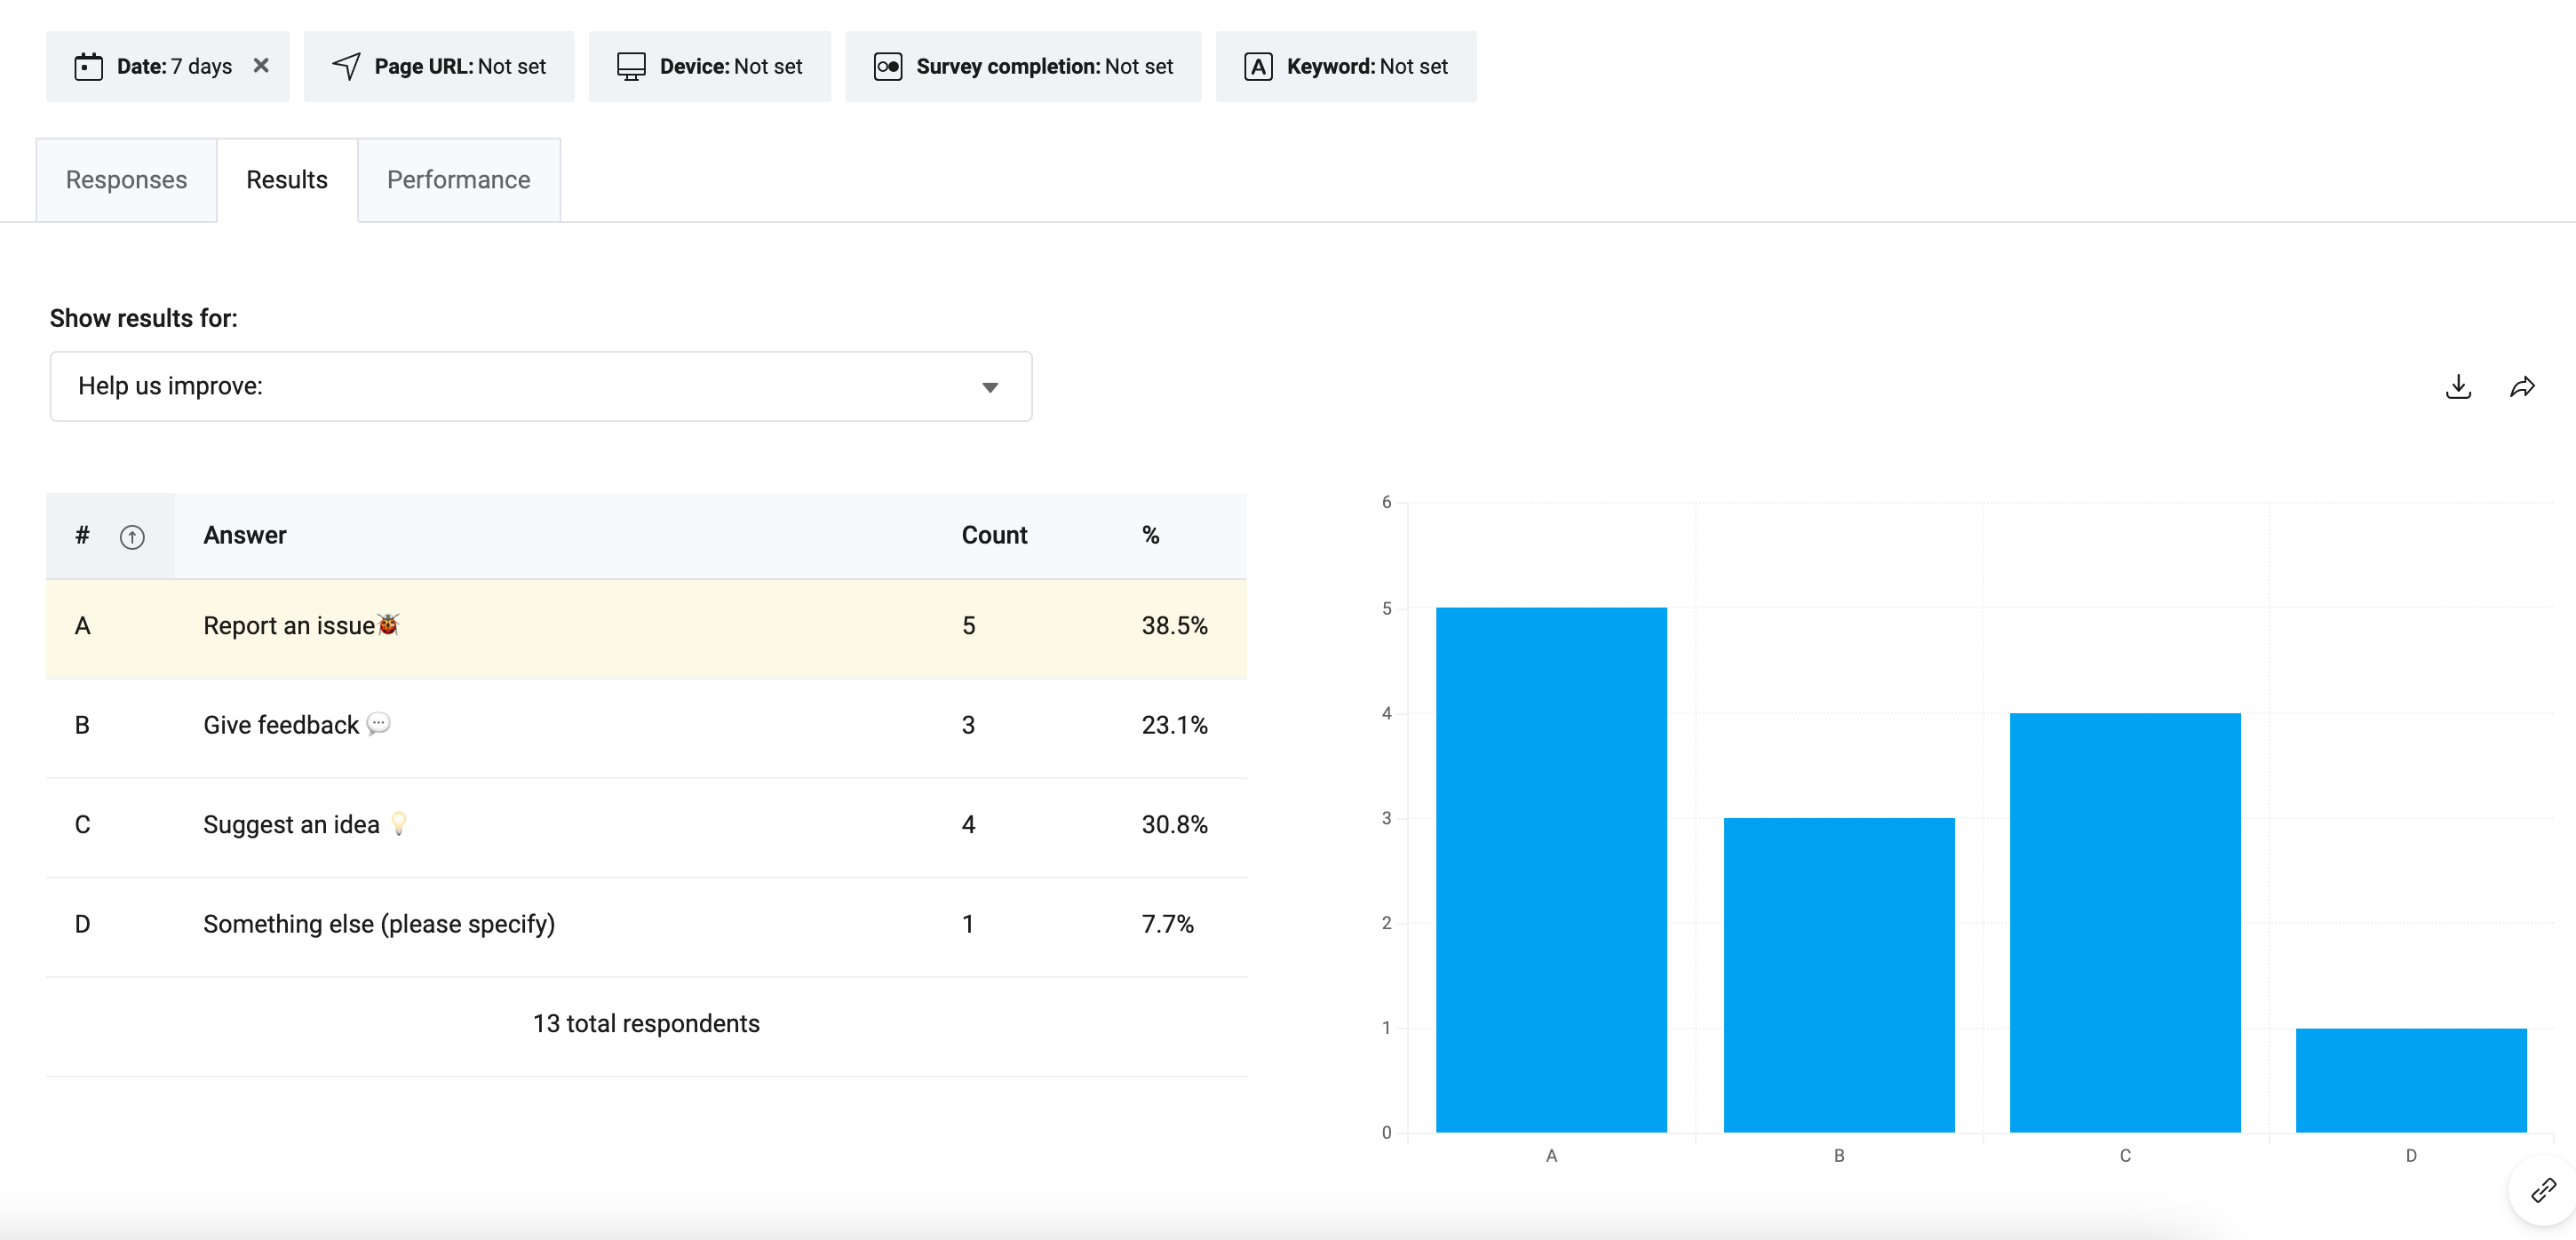 Date: 7 days Page URL: Not set Device: Not set Survey completion: Not set A Keyword: Not set
Responses Results Performance
Show results for:
Help us improve:
# Answer Count %
A Report an issue🐞 5 38.5%
B Give feedback 💬 3 23.1%
C Suggest an idea 💡 4 30.8%
D Something else (please specify) 1 7.7%
13 total respondents
6
5
4
3
2
1
0
A B C D